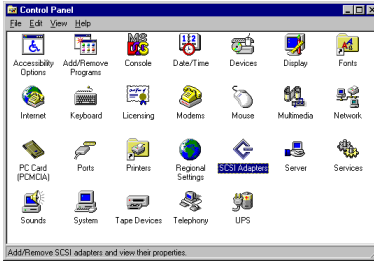 Control Panel
File Edit View Help
Accessibility Options
Add/Remove Programs
Console
Date/Time
Devices
Display
Fonts
Internet
Keyboard
Licensing
Modems
Mouse
Multimedia
Network
PC Card (PCMCIA)
Ports
Printers
Regional Settings
SCSI Adapters
Server
Services
Sounds
System
Tape Devices
Telephony
UPS
Add/Remove SCSI adapters and view their properties.